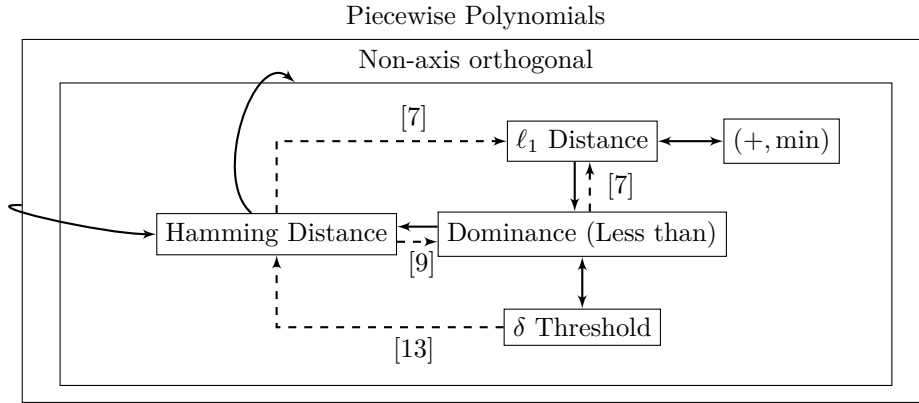 Piecewise Polynomials
Non-axis orthogonal
[7]
ℓ₁ Distance
(+, min)
[7]
Hamming Distance
Dominance (Less than)
[9]
δ Threshold
[13]